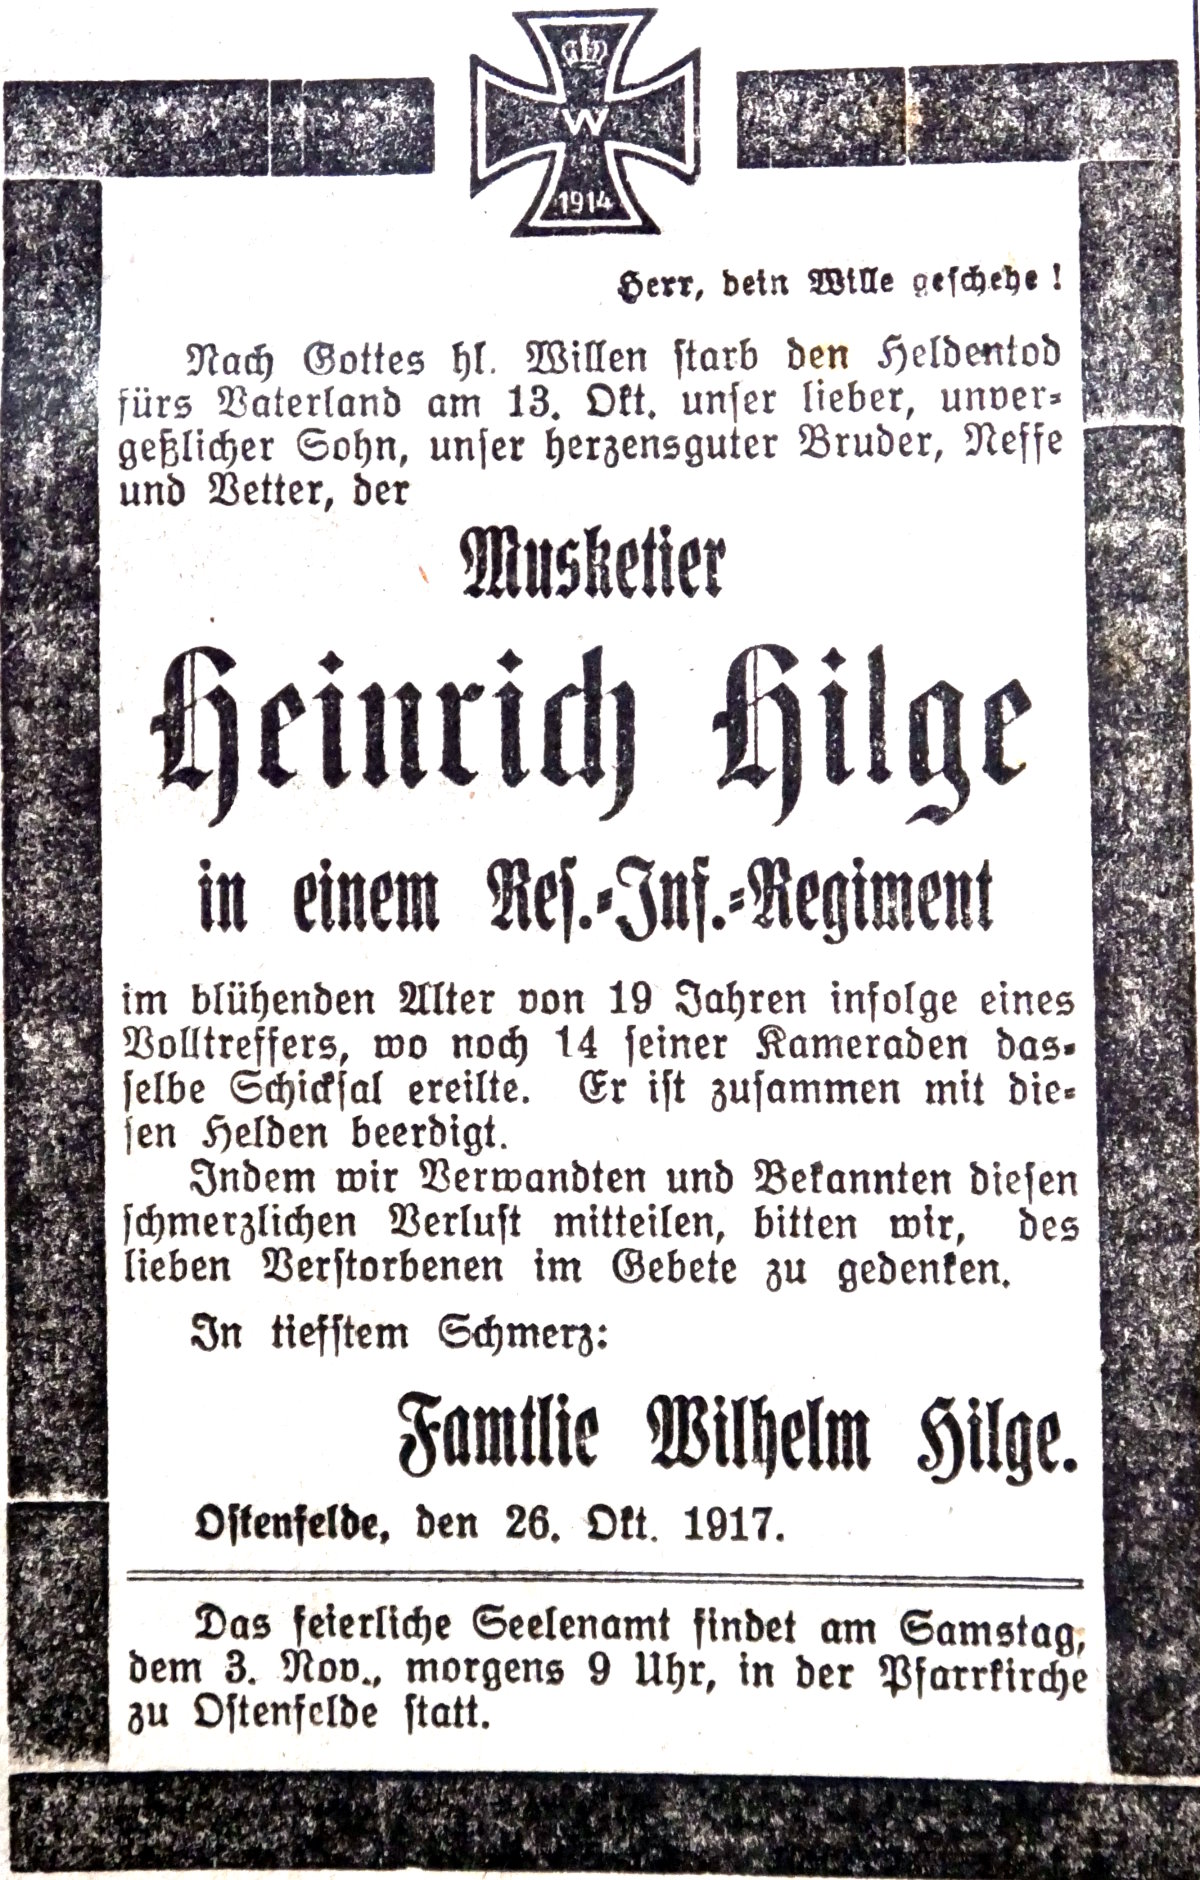 W
1914
Herr, dein Wille geschehe!
Nach Gottes hl. Willen starb den Heldentod
fürs Vaterland am 13. Okt. unser lieber, unver-
geßlicher Sohn, unser herzensguter Bruder, Neffe
und Vetter, der
Musketier
Heinrich Hilge
in einem Res.-Inf.-Regiment
im blühenden Alter von 19 Jahren infolge eines
Volltreffers, wo noch 14 seiner Kameraden das-
selbe Schicksal ereilte. Er ist zusammen mit die-
sen Helden beerdigt.
Indem wir Verwandten und Bekannten diesen
schmerzlichen Verlust mitteilen, bitten wir, des
lieben Verstorbenen im Gebete zu gedenken.
In tiefstem Schmerz:
Familie Wilhelm Hilge.
Ostenfelde, den 26. Okt. 1917.
Das feierliche Seelenamt findet am Samstag,
dem 3. Nov., morgens 9 Uhr, in der Pfarrkirche
zu Ostenfelde statt.